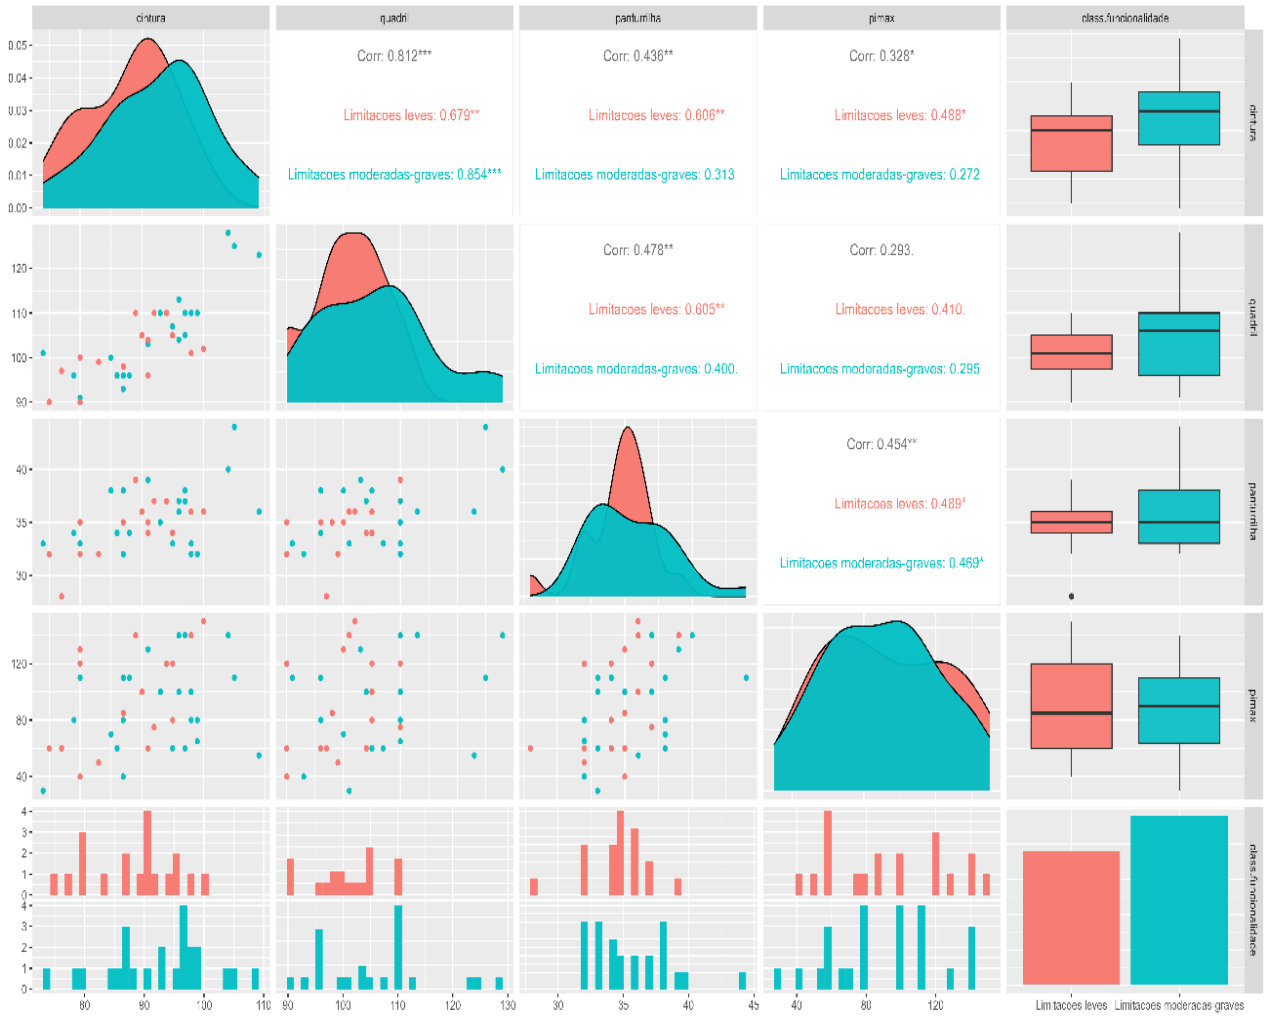 cintura quadril panturrilha pimax class.funcionalidade
0.05
0.04
0.03
0.02
0.01
0.00
Corr: 0.812***
Limitacoes leves: 0.679**
Limitacoes moderadas-graves: 0.854***
Corr: 0.436**
Limitacoes leves: 0.606**
Limitacoes moderadas-graves: 0.313
Corr: 0.328*
Limitacoes leves: 0.488*
Limitacoes moderadas-graves: 0.272
cintura
120
110
100
90
Corr: 0.478**
Limitacoes leves: 0.605**
Limitacoes moderadas-graves: 0.400.
Corr: 0.293.
Limitacoes leves: 0.410.
Limitacoes moderadas-graves: 0.295
quadril
40
35
30
Corr: 0.454**
Limitacoes leves: 0.489*
Limitacoes moderadas-graves: 0.469*
panturrilha
120
80
40
pimax
4
3
2
1
0
4
3
2
1
0
class.funcionalidade
80 90 100 110
90 100 110 120 130
30 35 40 45
40 80 120
Limitacoes leves Limitacoes moderadas-graves